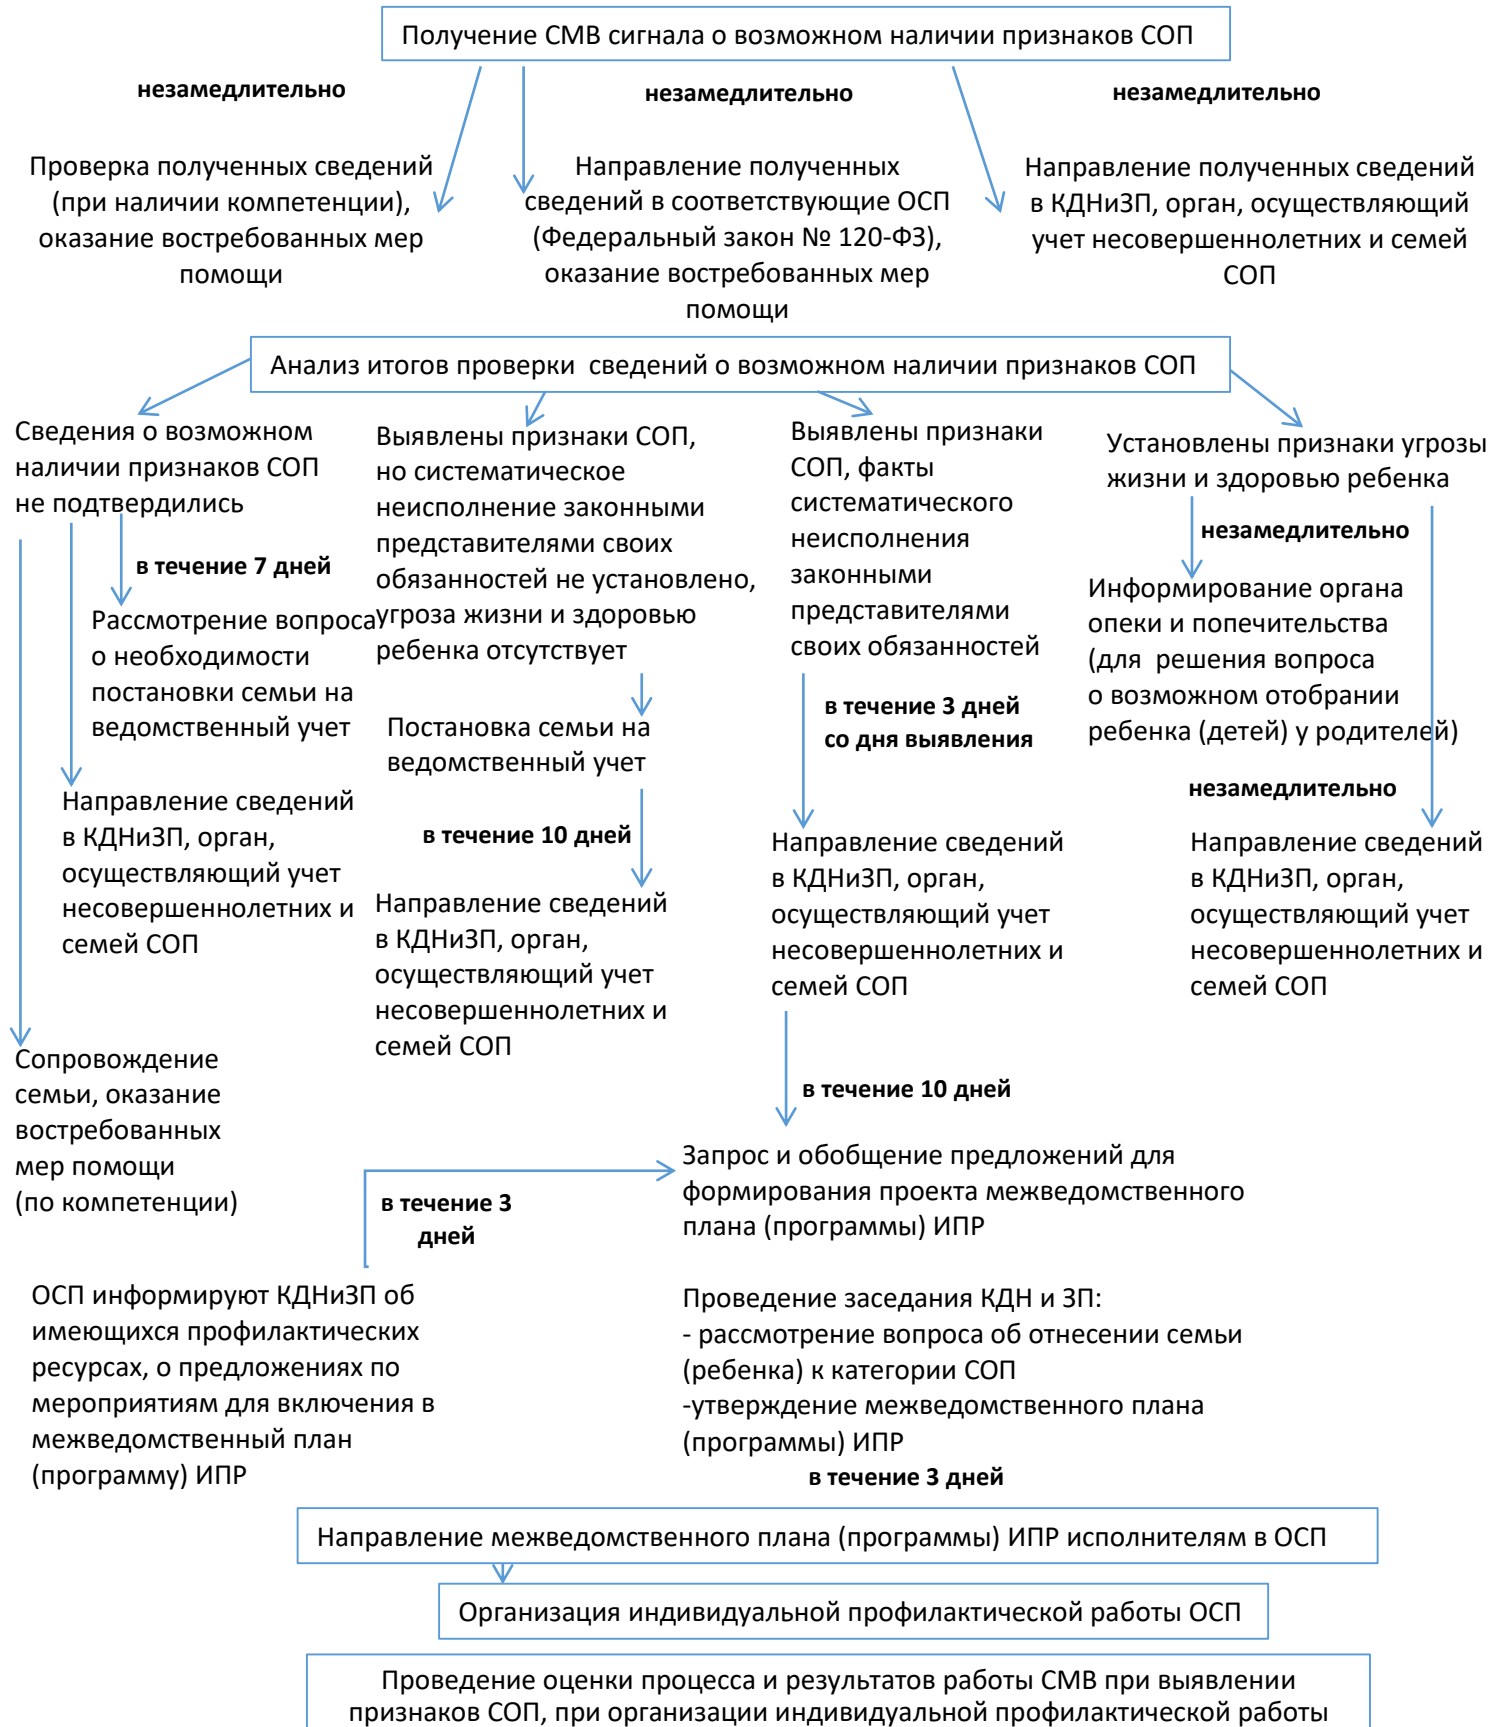 Получение СМВ сигнала о возможном наличии признаков СОП
незамедлительно
незамедлительно
незамедлительно
Проверка полученных сведений
(при наличии компетенции),
оказание востребованных мер
помощи
Направление полученных
сведений в соответствующие ОСП
(Федеральный закон № 120-ФЗ),
оказание востребованных мер
помощи
Направление полученных сведений
в КДНиЗП, орган, осуществляющий
учет несовершеннолетних и семей
СОП
Анализ итогов проверки сведений о возможном наличии признаков СОП
Сведения о возможном
наличии признаков СОП
не подтвердились
в течение 7 дней
Рассмотрение вопроса
о необходимости
постановки семьи на
ведомственный учет
Направление сведений
в КДНиЗП, орган,
осуществляющий учет
несовершеннолетних и
семей СОП
Сопровождение
семьи, оказание
востребованных
мер помощи
(по компетенции)
Выявлены признаки СОП,
но систематическое
неисполнение законными
представителями своих
обязанностей не установлено,
угроза жизни и здоровью
ребенка отсутствует
Постановка семьи на
ведомственный учет
в течение 10 дней
Направление сведений
в КДНиЗП, орган,
осуществляющий учет
несовершеннолетних и
семей СОП
Выявлены признаки
СОП, факты
систематического
неисполнения
законными
представителями
своих обязанностей
в течение 3 дней
со дня выявления
Направление сведений
в КДНиЗП, орган,
осуществляющий учет
несовершеннолетних и
семей СОП
Установлены признаки угрозы
жизни и здоровью ребенка
незамедлительно
Информирование органа
опеки и попечительства
(для решения вопроса
о возможном отобрании
ребенка (детей) у родителей)
незамедлительно
Направление сведений
в КДНиЗП, орган,
осуществляющий учет
несовершеннолетних и
семей СОП
в течение 10 дней
Запрос и обобщение предложений для
формирования проекта межведомственного
плана (программы) ИПР
в течение 3
дней
ОСП информируют КДНиЗП об
имеющихся профилактических
ресурсах, о предложениях по
мероприятиям для включения в
межведомственный план
(программу) ИПР
Проведение заседания КДН и ЗП:
- рассмотрение вопроса об отнесении семьи
(ребенка) к категории СОП
-утверждение межведомственного плана
(программы) ИПР
в течение 3 дней
Направление межведомственного плана (программы) ИПР исполнителям в ОСП
Организация индивидуальной профилактической работы ОСП
Проведение оценки процесса и результатов работы СМВ при выявлении
признаков СОП, при организации индивидуальной профилактической работы